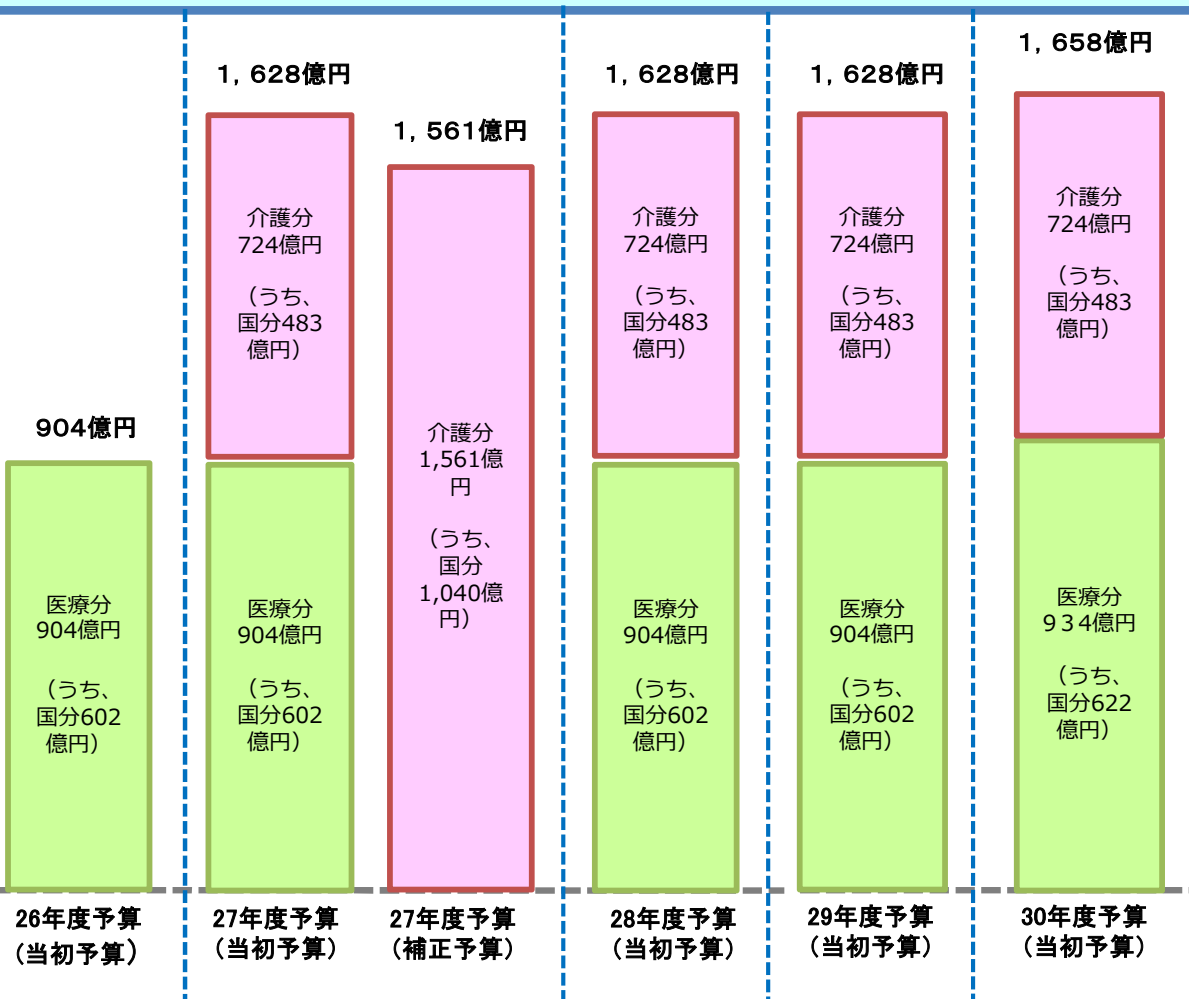 904億円
医療分
904億円
（うち、
国分602
億円）
26年度予算
（当初予算）
1，628億円
介護分
724億円
（うち、
国分483
億円）
医療分
904億円
（うち、
国分602
億円）
27年度予算
（当初予算）
1，561億円
介護分
1,561億
円
（うち、
国分
1,040億
円）
27年度予算
（補正予算）
1，628億円
介護分
724億円
（うち、
国分483
億円）
医療分
904億円
（うち、
国分602
億円）
28年度予算
（当初予算）
1，628億円
介護分
724億円
（うち、
国分483
億円）
医療分
904億円
（うち、
国分602
億円）
29年度予算
（当初予算）
1，658億円
介護分
724億円
（うち、
国分483
億円）
医療分
９３４億円
（うち、
国分622
億円）
30年度予算
（当初予算）